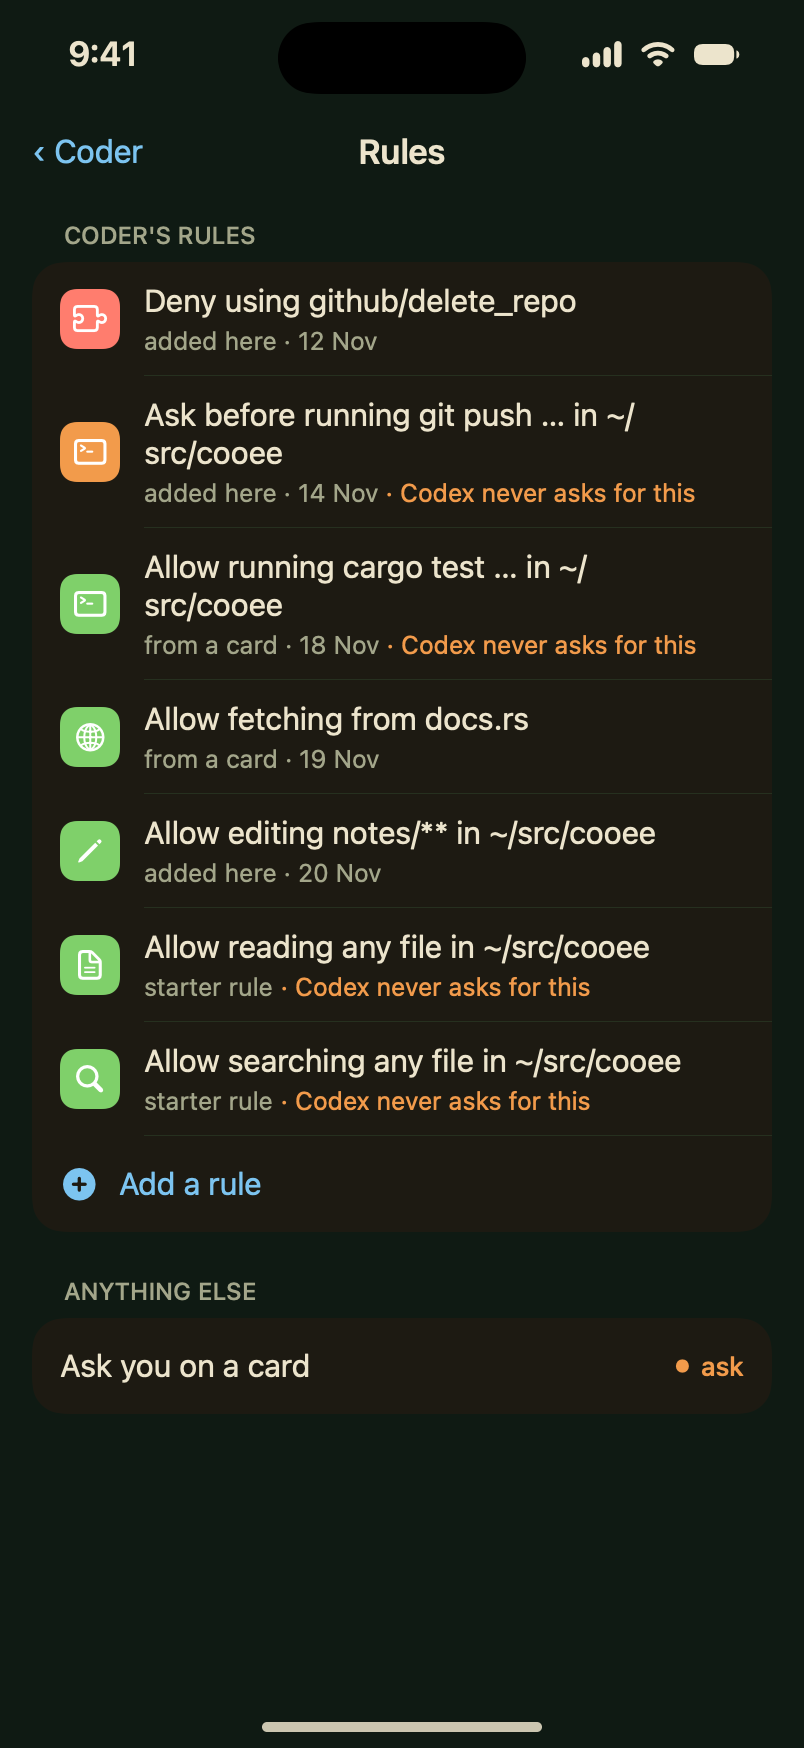 9:41
‹ Coder
Rules
CODER'S RULES
Deny using github/delete_repo
added here · 12 Nov
Ask before running git push ... in ~/
src/cooee
added here · 14 Nov · Codex never asks for this
Allow running cargo test ... in ~/
src/cooee
from a card · 18 Nov · Codex never asks for this
Allow fetching from docs.rs
from a card · 19 Nov
Allow editing notes/** in ~/src/cooee
added here · 20 Nov
Allow reading any file in ~/src/cooee
starter rule · Codex never asks for this
Allow searching any file in ~/src/cooee
starter rule · Codex never asks for this
Add a rule
ANYTHING ELSE
Ask you on a card
ask